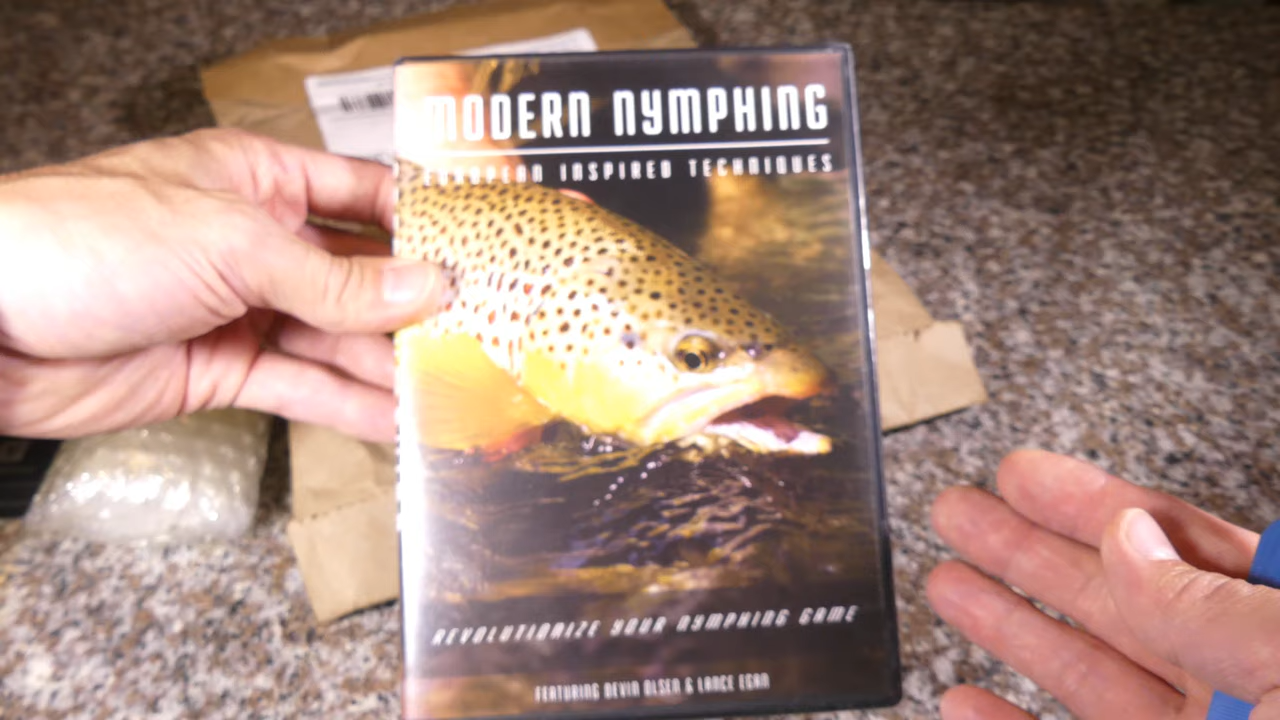 MODERN NYMPHING
EUROPEAN INSPIRED TECHNIQUES
REVOLUTIONIZE YOUR NYMPHING GAME
FEATURING DEVIN OLSEN & LANCE EGAN